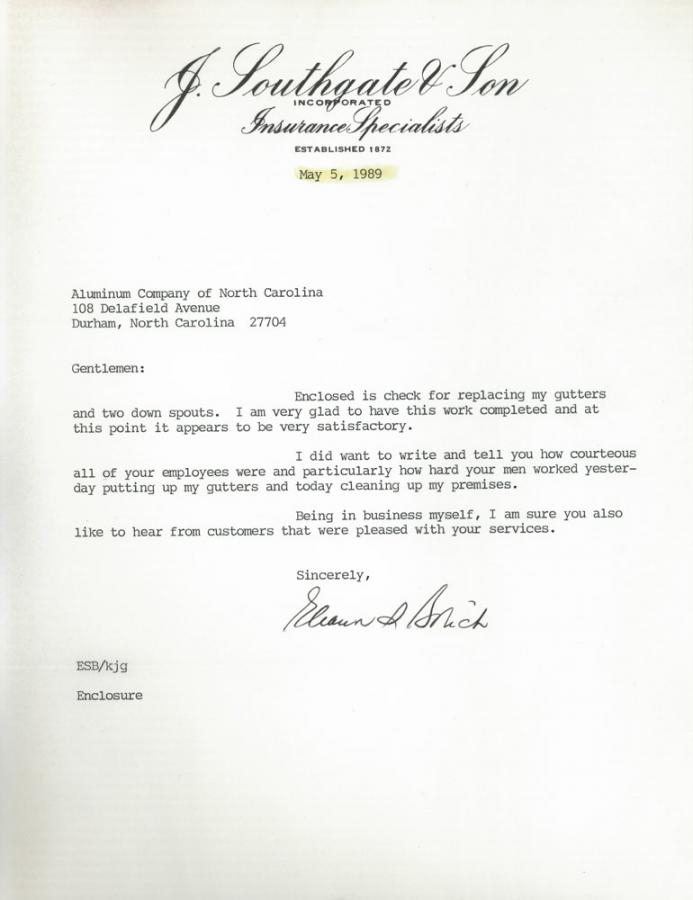 J. Southgate & Son
INCORPORATED
Insurance Specialists
ESTABLISHED 1872
May 5, 1989
Aluminum Company of North Carolina
108 Delafield Avenue
Durham, North Carolina 27704
Gentlemen:
Enclosed is check for replacing my gutters
and two down spouts. I am very glad to have this work completed and at
this point it appears to be very satisfactory.
I did want to write and tell you how courteous
all of your employees were and particularly how hard your men worked yester-
day putting up my gutters and today cleaning up my premises.
Being in business myself, I am sure you also
like to hear from customers that were pleased with your services.
Sincerely,
ESB/kjg
Enclosure